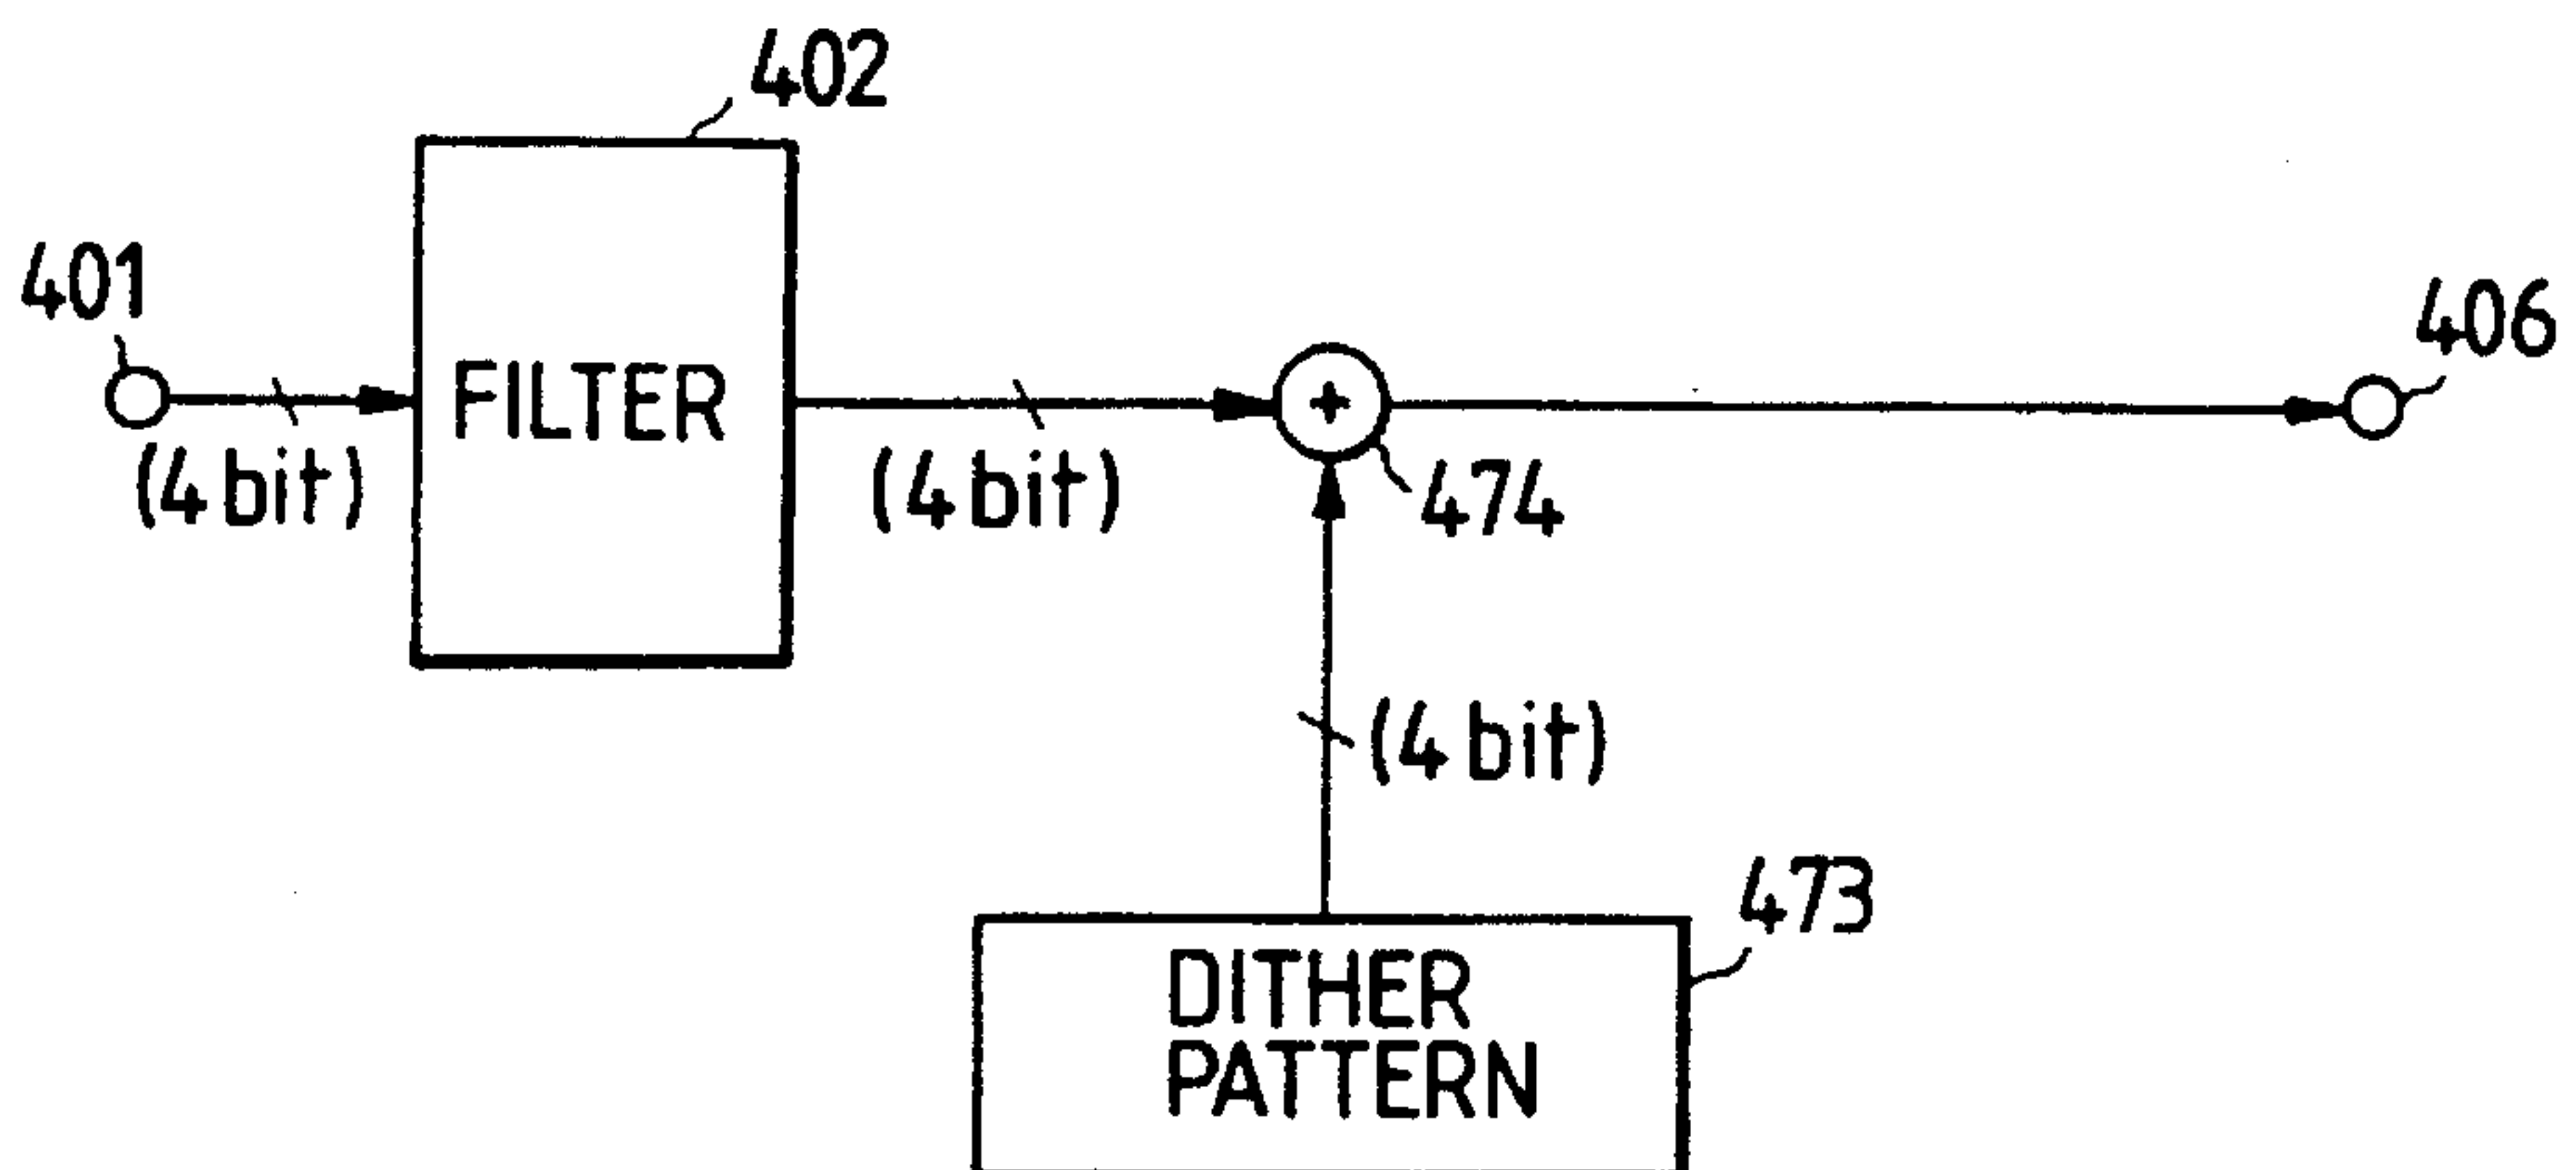 402
401
406
FILTER
(4 bit)
(4 bit)
+
474
(4 bit)
473
DITHER
PATTERN